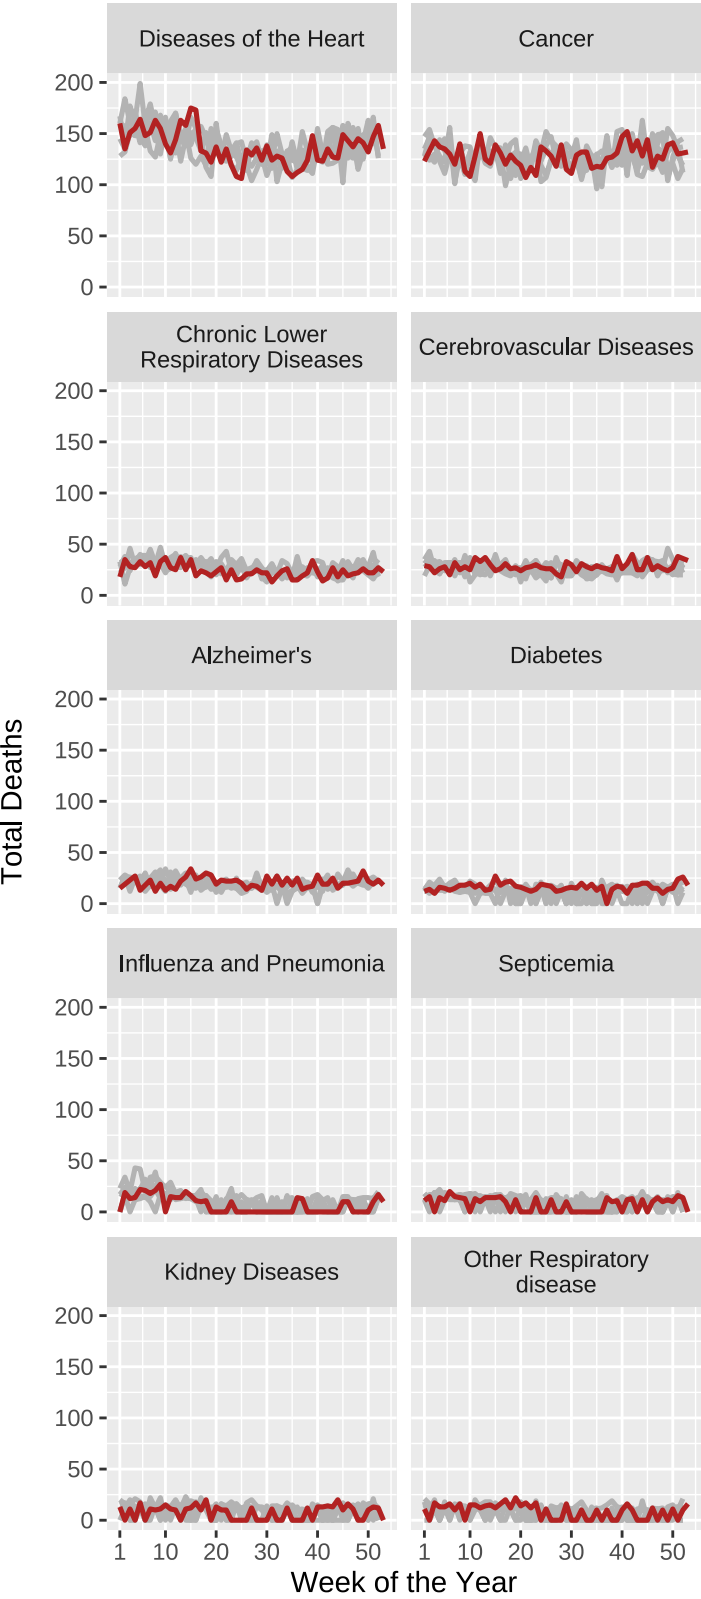 Diseases of the Heart
Cancer
200
150
100
50
0
Chronic Lower
Respiratory Diseases
Cerebrovascular Diseases
200
150
100
50
0
Alzheimer's
Diabetes
200
150
100
50
0
Influenza and Pneumonia
Septicemia
200
150
100
50
0
Kidney Diseases
Other Respiratory
disease
200
150
100
50
0
1 10 20 30 40 50
1 10 20 30 40 50
Week of the Year
Total Deaths